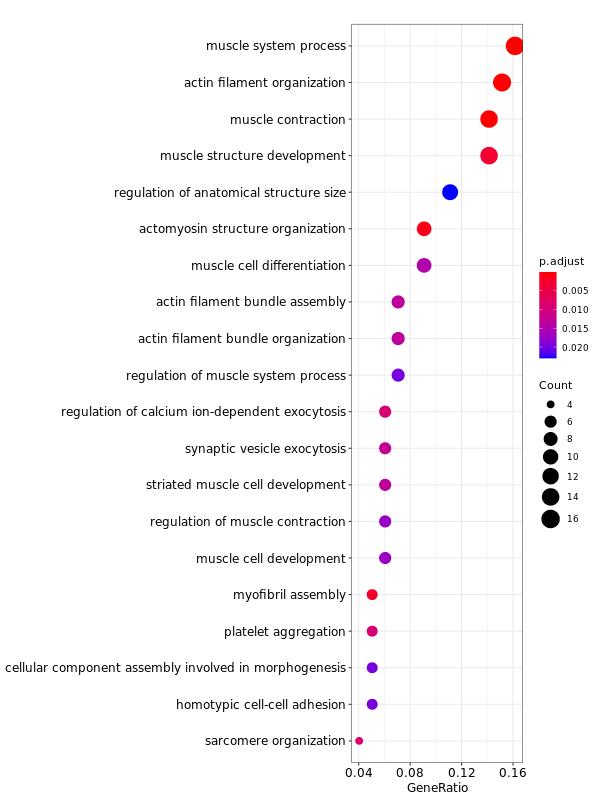 muscle system process
actin filament organization
muscle contraction
muscle structure development
regulation of anatomical structure size
actomyosin structure organization
muscle cell differentiation
actin filament bundle assembly
actin filament bundle organization
regulation of muscle system process
regulation of calcium ion-dependent exocytosis
synaptic vesicle exocytosis
striated muscle cell development
regulation of muscle contraction
muscle cell development
myofibril assembly
platelet aggregation
cellular component assembly involved in morphogenesis
homotypic cell-cell adhesion
sarcomere organization
0.04 0.08 0.12 0.16
GeneRatio
p.adjust
0.005
0.010
0.015
0.020
Count
4
6
8
10
12
14
16